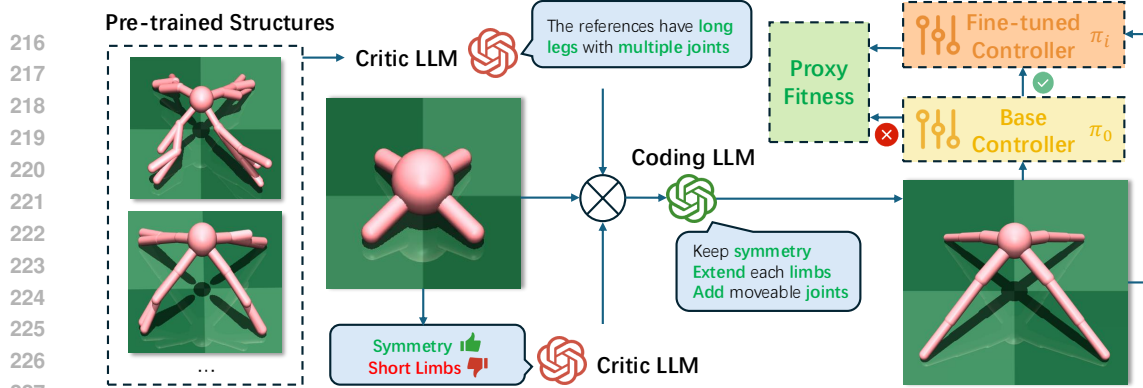 216
217
218
219
220
221
222
223
224
225
226
Pre-trained Structures
...
Critic LLM
The references have long
legs with multiple joints
Symmetry
Short Limbs
Critic LLM
Coding LLM
Keep symmetry
Extend each limbs
Add moveable joints
Proxy
Fitness
Fine-tuned
Controller πi
Base
Controller π0